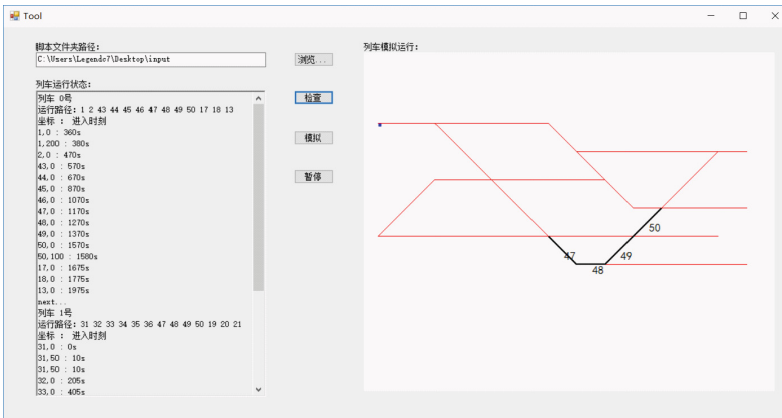 Tool
脚本文件夹路径:
C:\Users\Legendc7\Desktop\input
浏览...
列车运行状态:
列车 0号
运行路径: 1 2 43 44 45 46 47 48 49 50 17 18 13
坐标 : 进入时刻
1,0 : 360s
1,200 : 380s
2,0 : 470s
43,0 : 570s
44,0 : 670s
45,0 : 870s
46,0 : 1070s
47,0 : 1170s
48,0 : 1270s
49,0 : 1370s
50,0 : 1570s
50,100 : 1580s
17,0 : 1675s
18,0 : 1775s
13,0 : 1975s
next...
列车 1号
运行路径: 31 32 33 34 35 36 47 48 49 50 19 20 21
坐标 : 进入时刻
31,0 : 0s
31,50 : 10s
31,50 : 10s
32,0 : 205s
33,0 : 405s
检查
模拟
暂停
列车模拟运行:
50
47
49
48